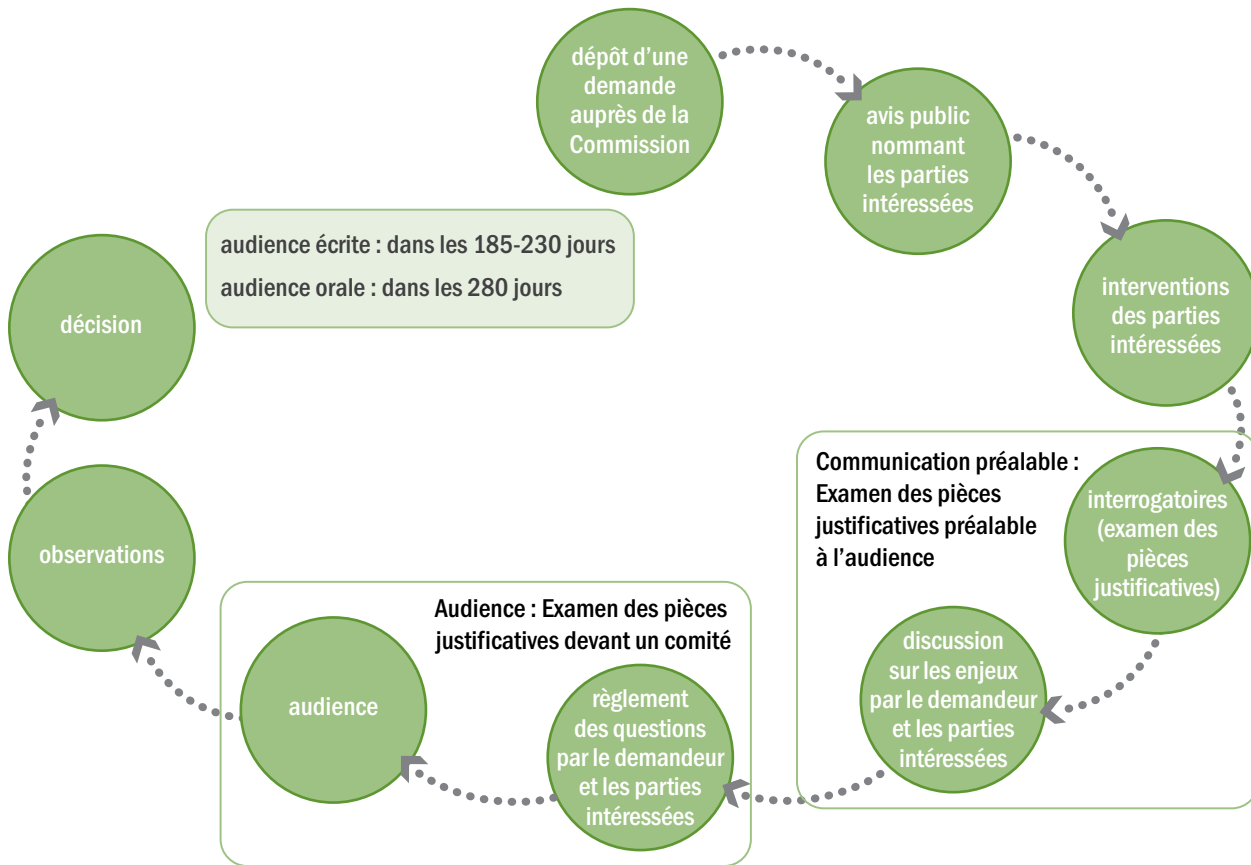 dépôt d'une
demande
auprès de la
Commission
avis public
nommant
les parties
intéressées
interventions
des parties
intéressées
Communication préalable :
Examen des pièces
justificatives préalable
à l'audience
interrogatoires
(examen des
pièces
justificatives)
discussion
sur les enjeux
par le demandeur
et les parties
intéressées
Audience : Examen des pièces
justificatives devant un comité
règlement
des questions
par le demandeur
et les parties
intéressées
audience
observations
décision
audience écrite : dans les 185-230 jours
audience orale : dans les 280 jours